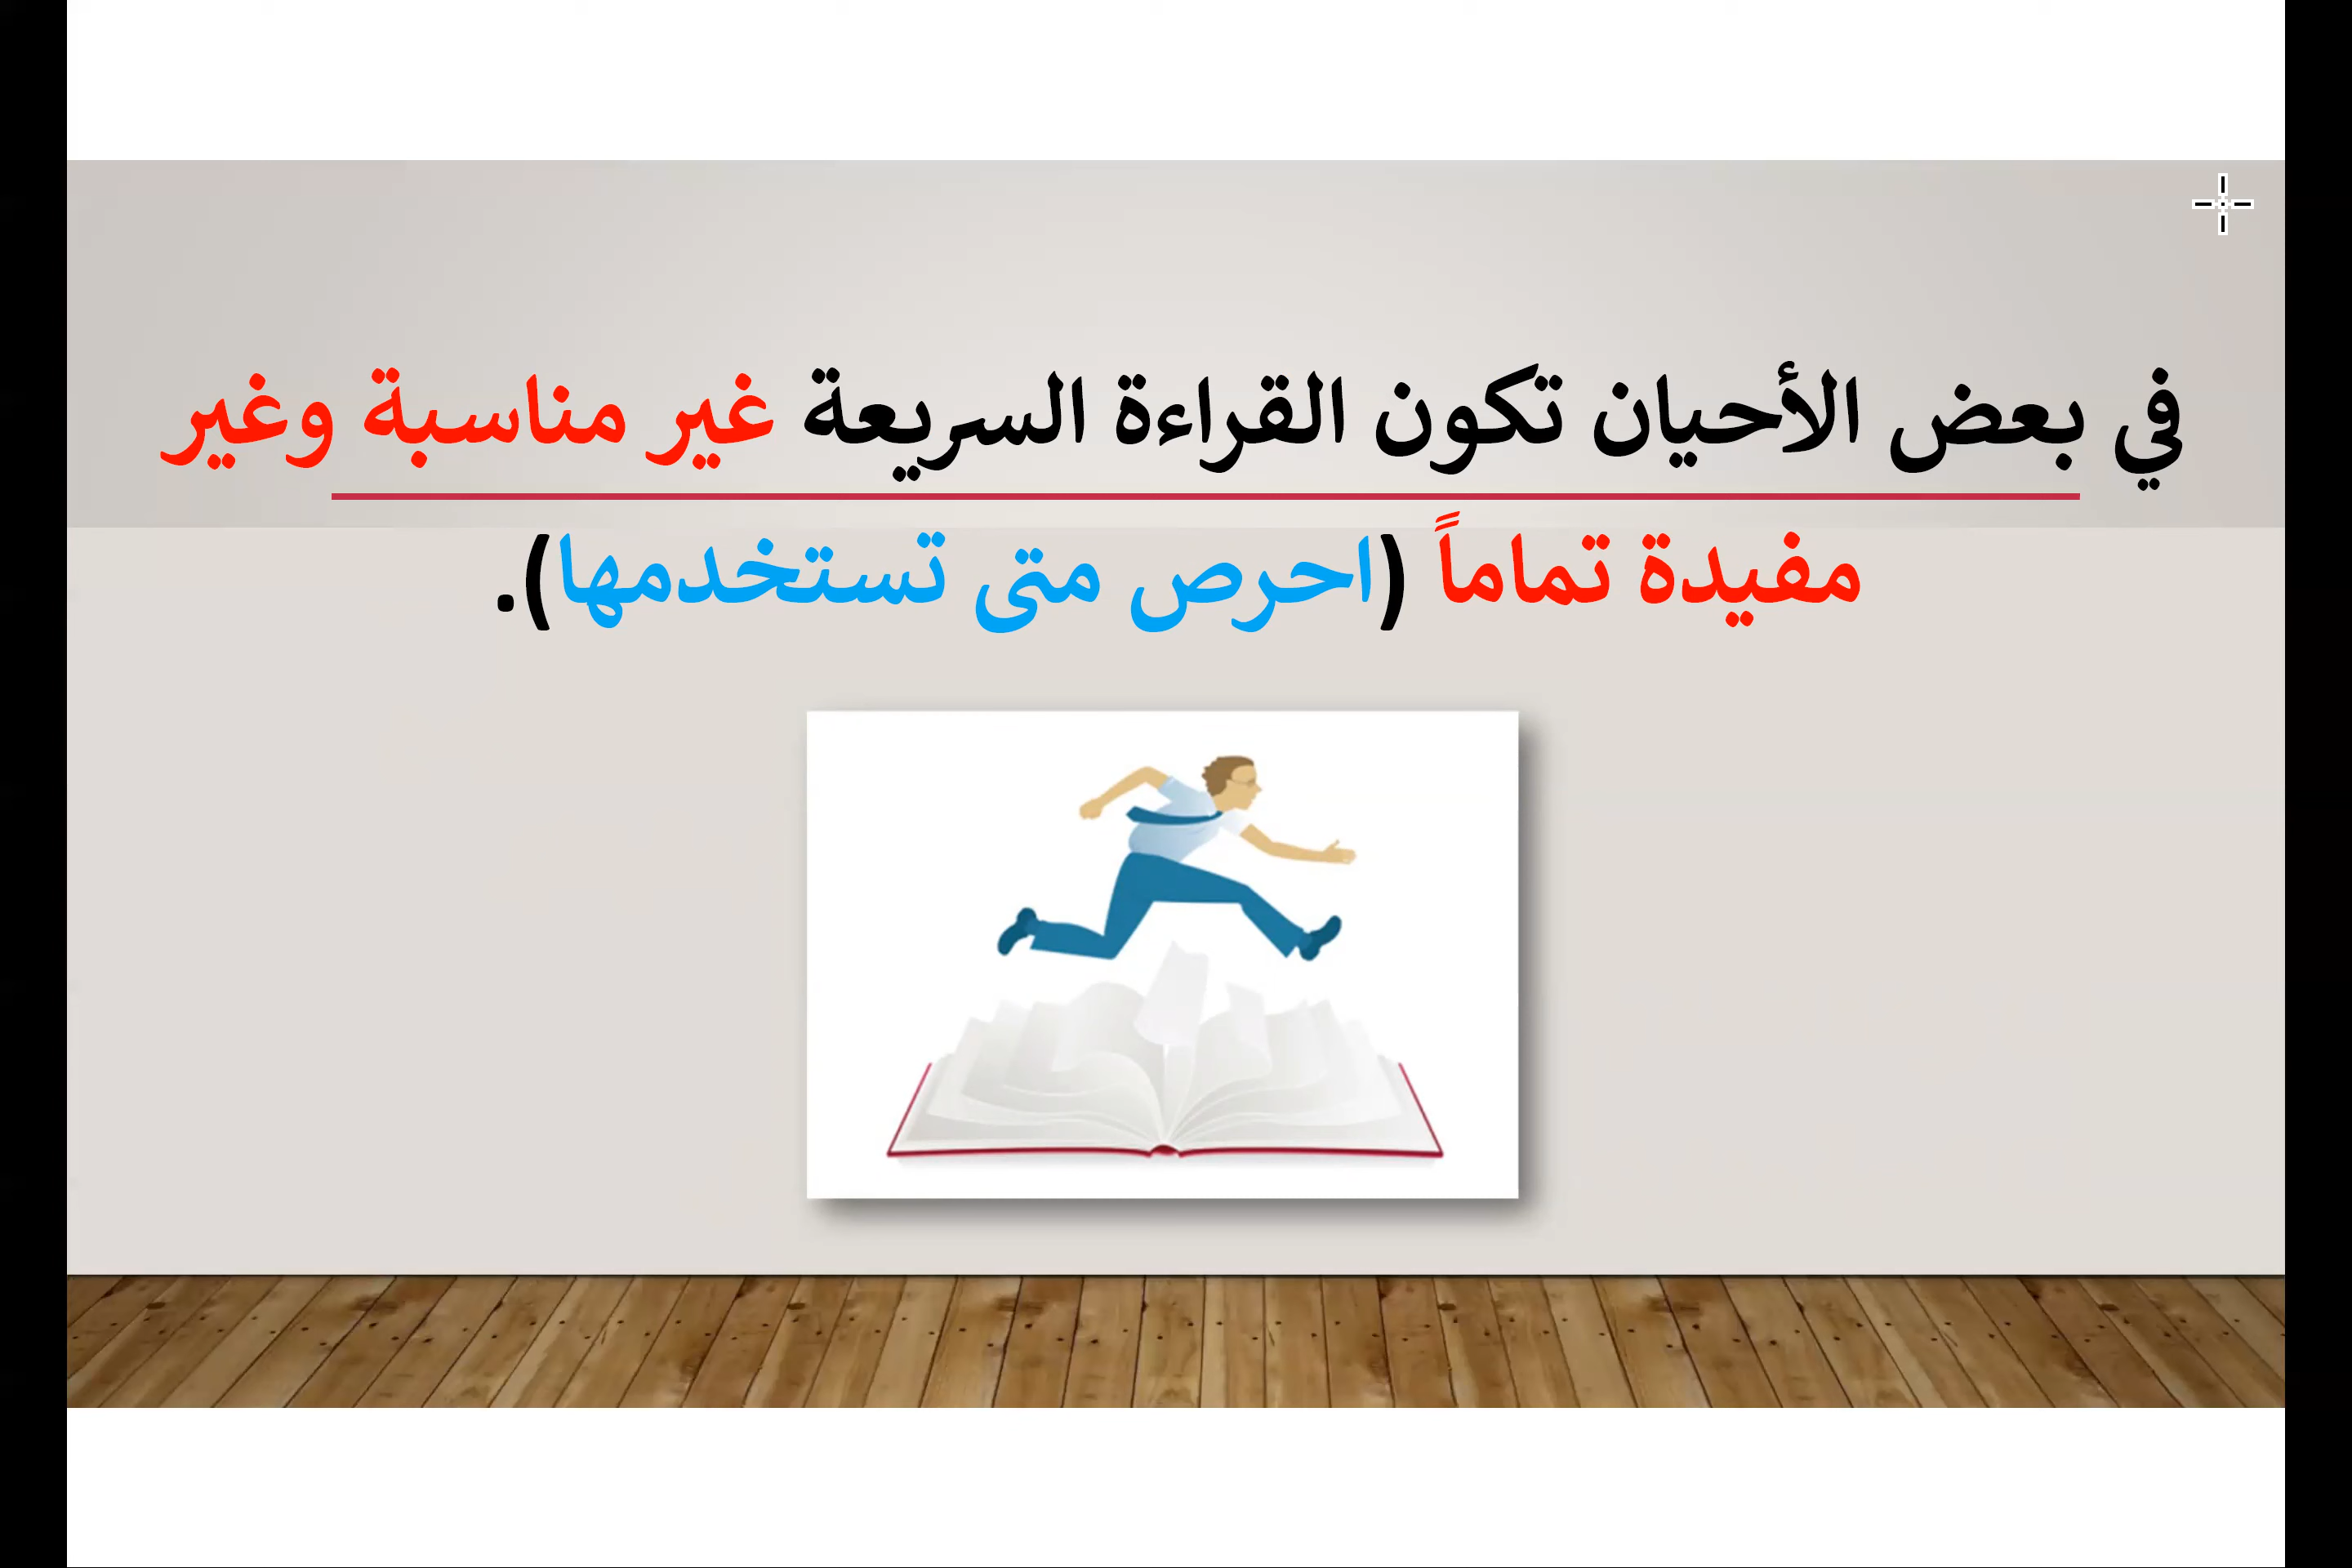 في بعض الأحيان تكون القراءة السريعة غير مناسبة وغير
مفيدة تماماً (احرص متى تستخدمها).